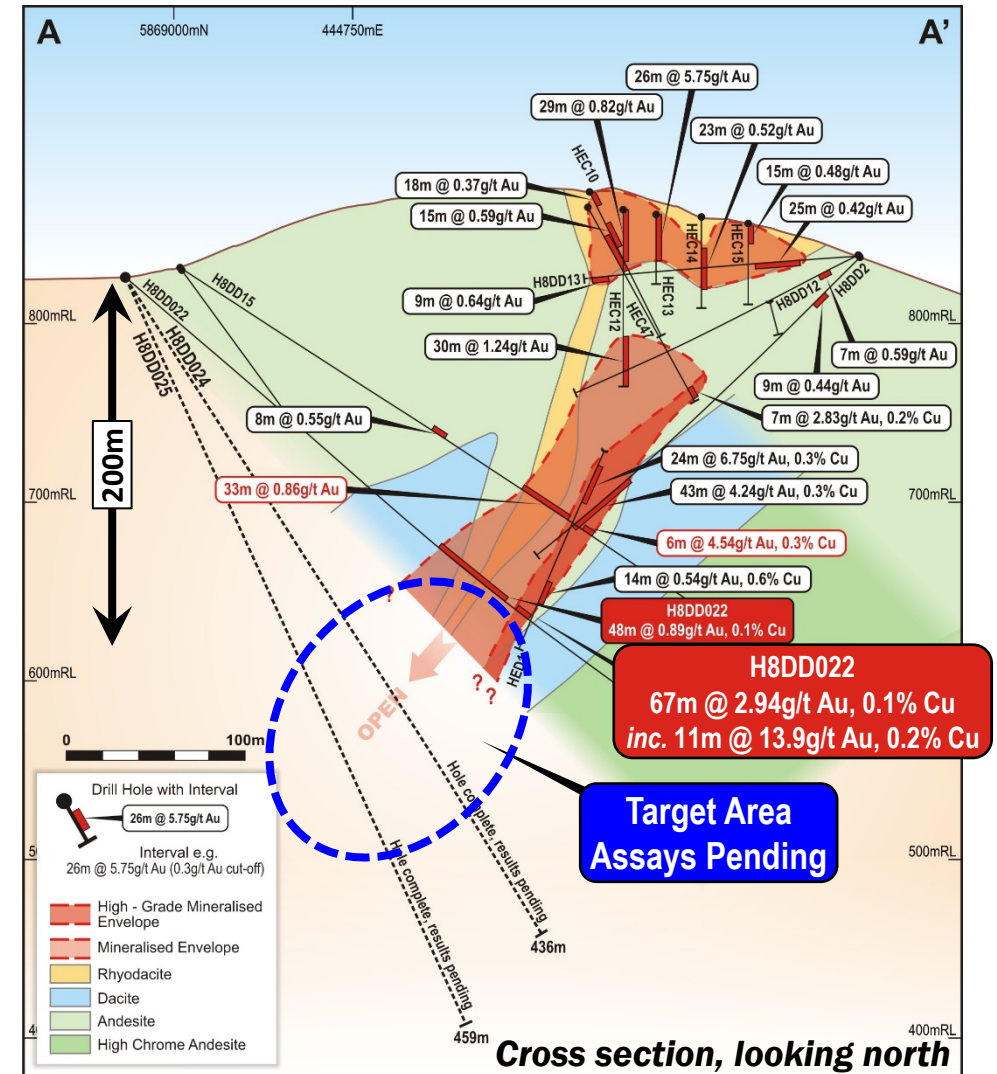 A
5869000mN
444750mE
A'
26m @ 5.75g/t Au
29m @ 0.82g/t Au
23m @ 0.52g/t Au
HEC10
15m @ 0.48g/t Au
18m @ 0.37g/t Au
25m @ 0.42g/t Au
15m @ 0.59g/t Au
HEC14
HEC15
H8DD13
H8DD12
H8DD2
H8DD022
H8DD15
9m @ 0.64g/t Au
HEC12
HEC47
HEC13
800mRL
800mRL
H8DD025
H8DD024
30m @ 1.24g/t Au
7m @ 0.59g/t Au
9m @ 0.44g/t Au
8m @ 0.55g/t Au
7m @ 2.83g/t Au, 0.2% Cu
200m
24m @ 6.75g/t Au, 0.3% Cu
33m @ 0.86g/t Au
43m @ 4.24g/t Au, 0.3% Cu
700mRL
700mRL
6m @ 4.54g/t Au, 0.3% Cu
14m @ 0.54g/t Au, 0.6% Cu
?
H8DD022
48m @ 0.89g/t Au, 0.1% Cu
600mRL
? ?
H8DD022
67m @ 2.94g/t Au, 0.1% Cu
inc. 11m @ 13.9g/t Au, 0.2% Cu
OPEN
0
100m
Hole complete, results pending
Target Area
Assays Pending
Drill Hole with Interval
26m @ 5.75g/t Au
Interval e.g.
26m @ 5.75g/t Au (0.3g/t Au cut-off)
500mRL
Hole complete, results pending
High - Grade Mineralised
Envelope
Mineralised Envelope
Rhyodacite
Dacite
Andesite
High Chrome Andesite
436m
459m
400mRL
Cross section, looking north